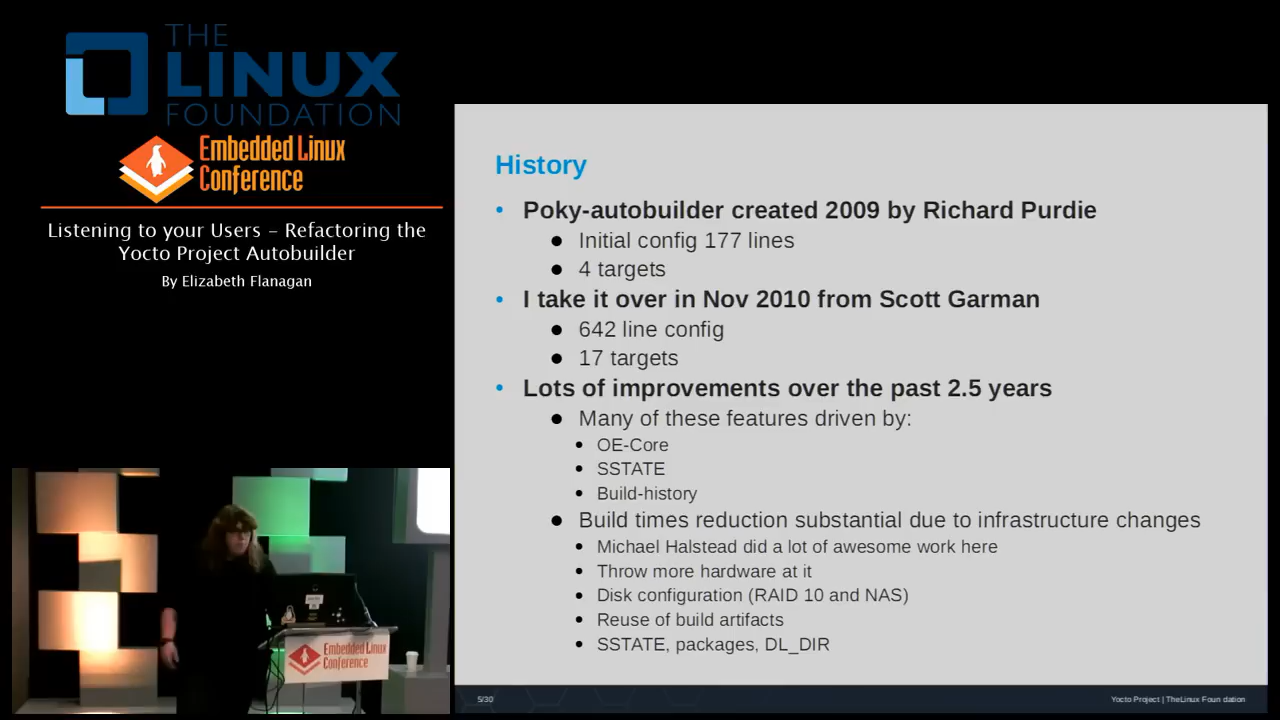 THE
LINUX
FOUNDATION
Embedded Linux
Conference
Listening to your Users – Refactoring the
Yocto Project Autobuilder
By Elizabeth Flanagan
History
• Poky-autobuilder created 2009 by Richard Purdie
● Initial config 177 lines
● 4 targets
• I take it over in Nov 2010 from Scott Garman
● 642 line config
● 17 targets
• Lots of improvements over the past 2.5 years
● Many of these features driven by:
• OE-Core
• SSTATE
• Build-history
● Build times reduction substantial due to infrastructure changes
• Michael Halstead did a lot of awesome work here
• Throw more hardware at it
• Disk configuration (RAID 10 and NAS)
• Reuse of build artifacts
• SSTATE, packages, DL_DIR
5/30
Yocto Project | TheLinux Foun dation
Embedded Linux
Conference